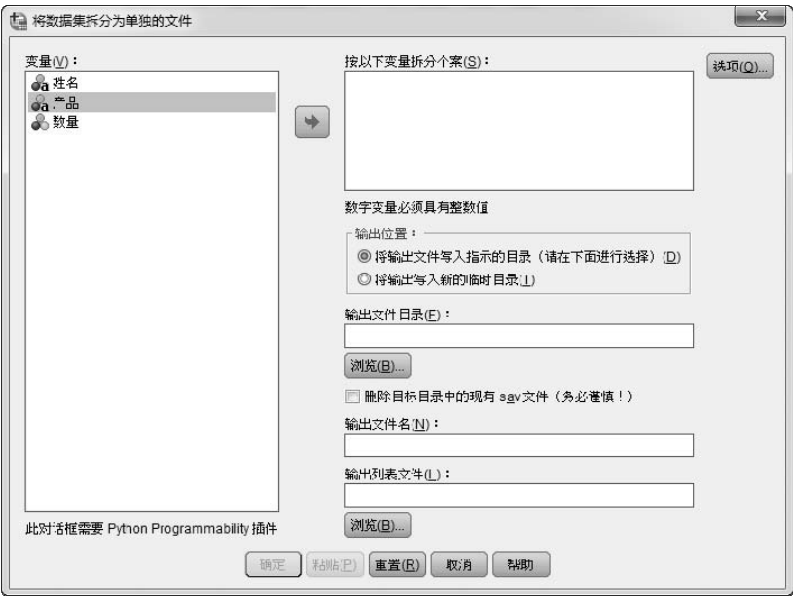 将数据集拆分为单独的文件
变量(V)：
姓名
产品
数量
此对话框需要 Python Programmability 插件
按以下变量拆分个案(S)：
选项(O)...
数字变量必须具有整数值
输出位置：
将输出文件写入指示的目录（请在下面进行选择）(D)
将输出写入新的临时目录(T)
输出文件目录(F)：
浏览(B)...
删除目标目录中的现有 sav文件（务必谨慎！）
输出文件名(N)：
输出列表文件(L)：
浏览(B)...
确定
粘贴(P)
重置(R)
取消
帮助